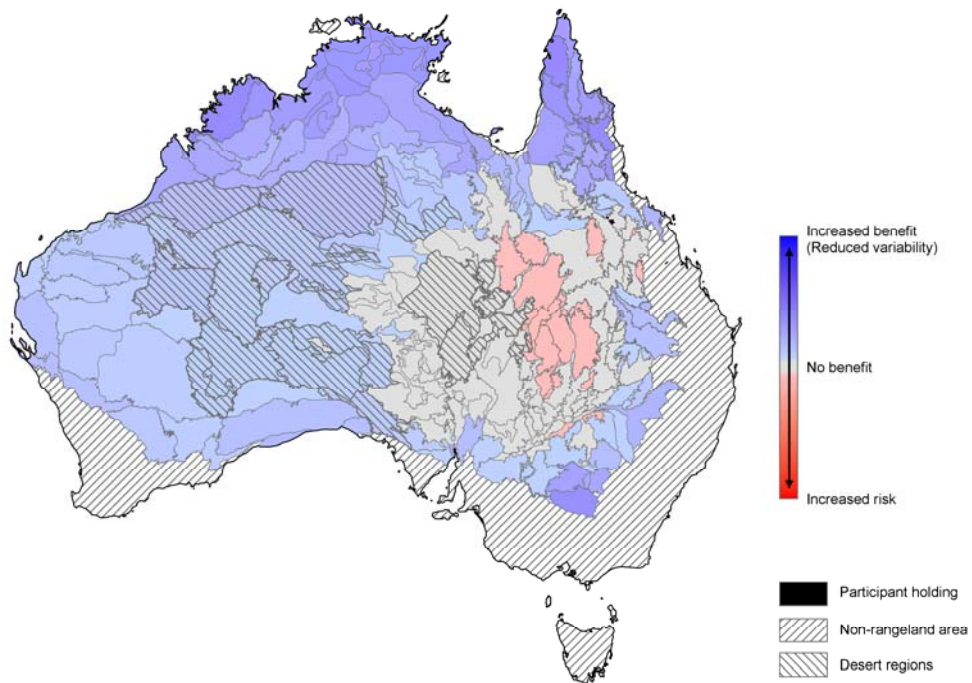 Increased benefit
(Reduced variability)
No benefit
Increased risk
Participant holding
Non-rangeland area
Desert regions